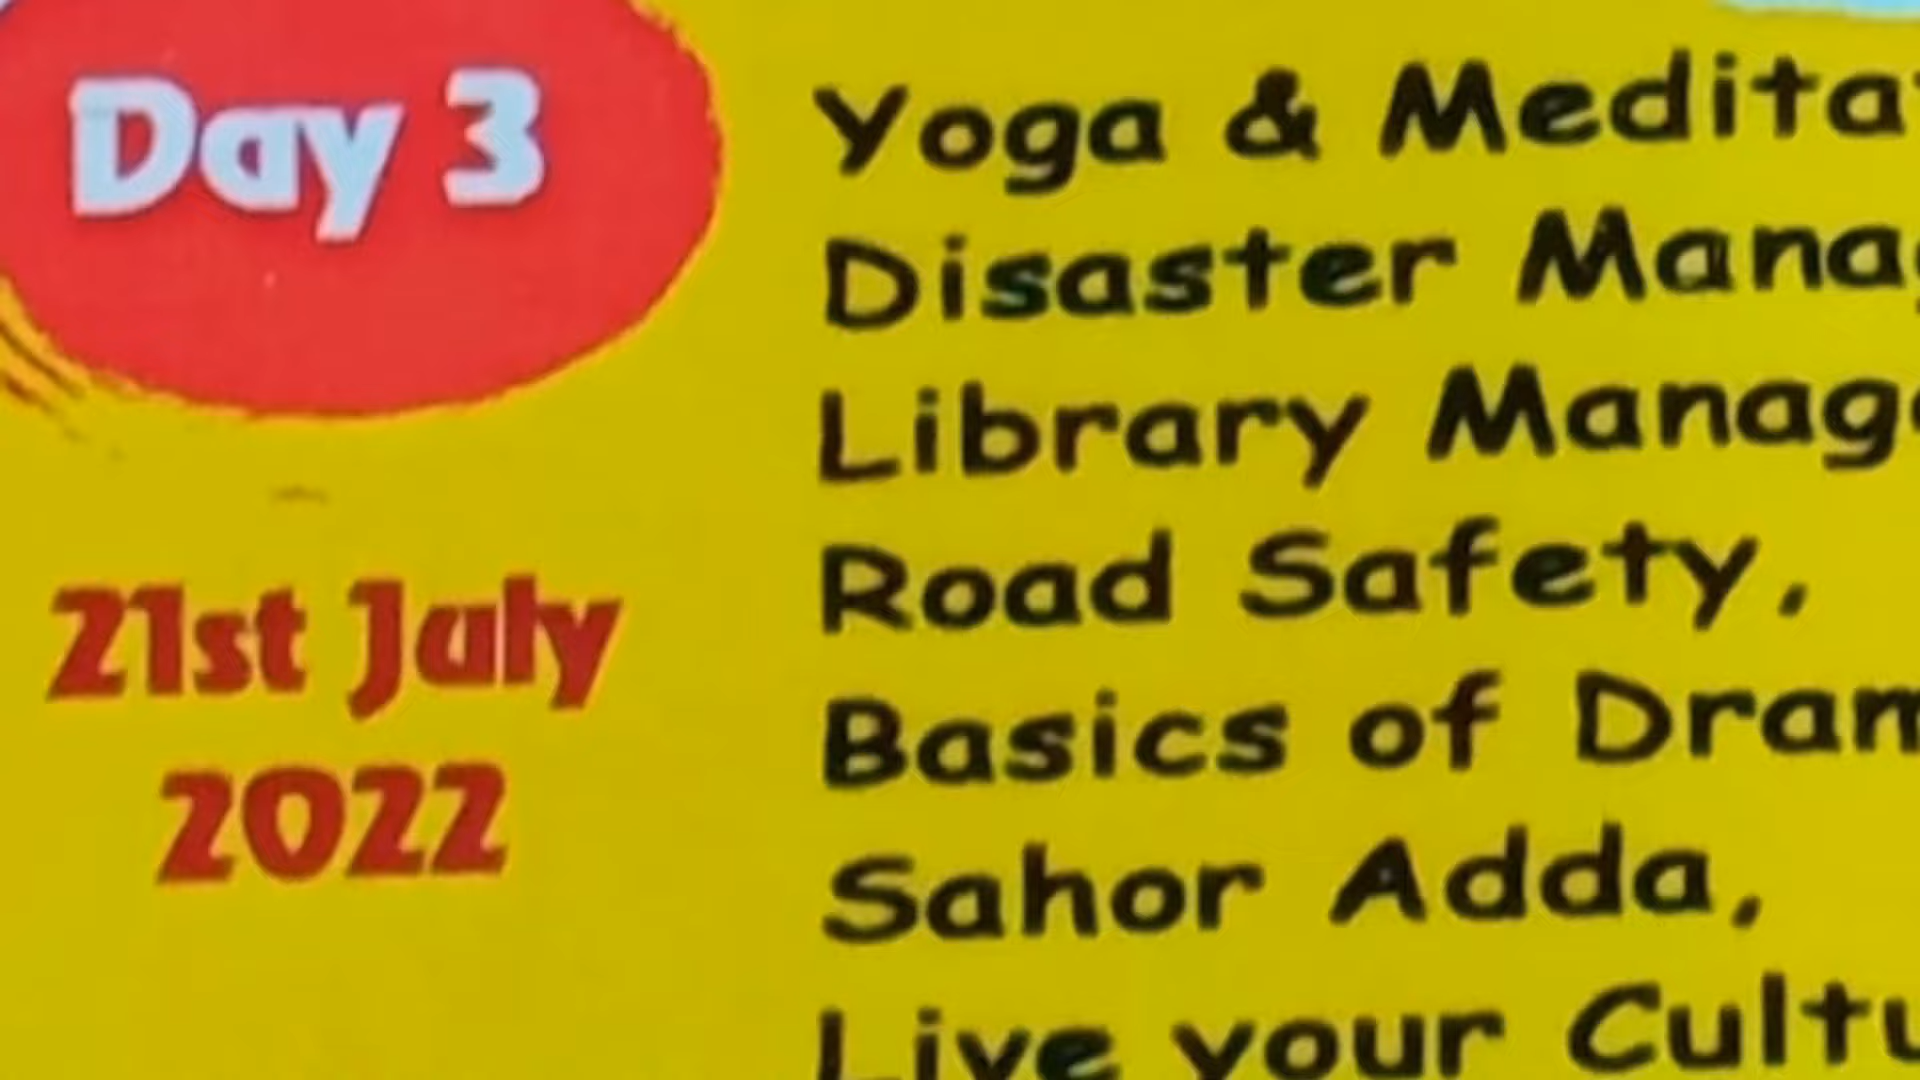 Day 3
21st July
2022
Yoga & Medita
Disaster Mana
Library Manag
Road Safety,
Basics of Dram
Sahor Adda,
Live your Cultu